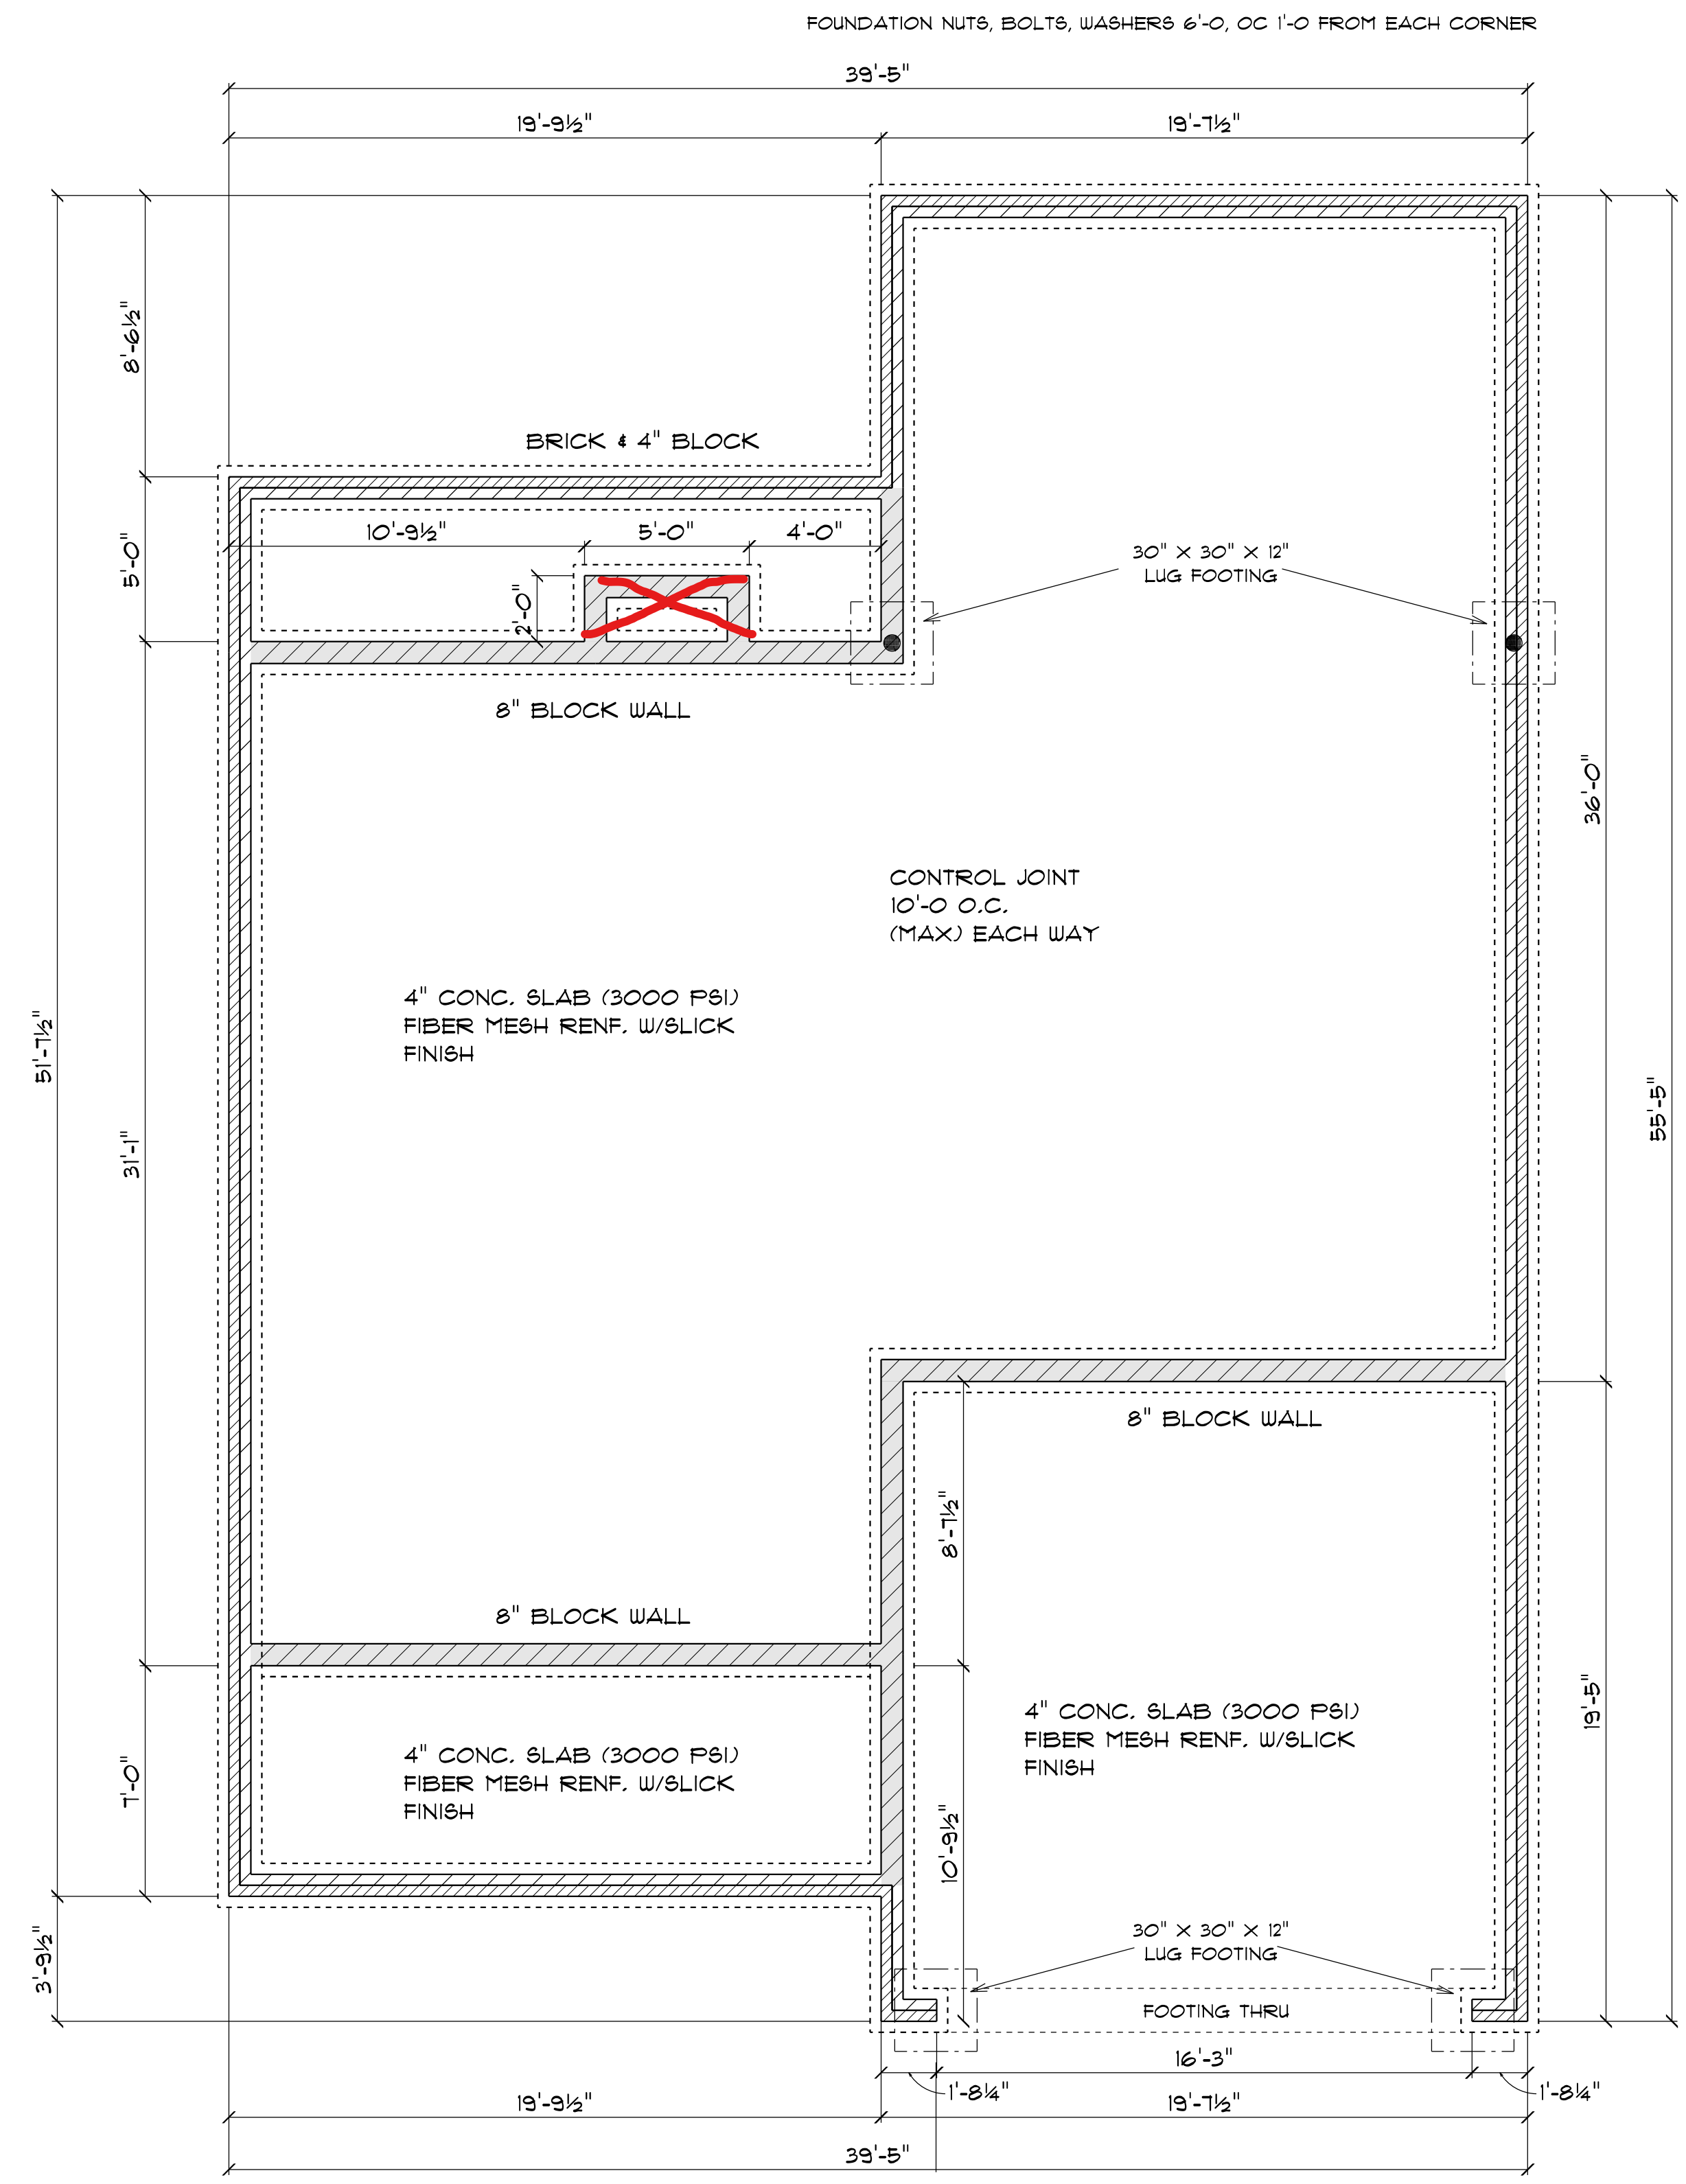 FOUNDATION NUTS, BOLTS, WASHERS 6'-0, OC 1'-0 FROM EACH CORNER
39'-5"
19'-9½"
19'-7½"
8'-6½"
BRICK & 4" BLOCK
10'-9½"
5'-0"
4'-0"
5'-0"
2'-0"
30" X 30" X 12"
LUG FOOTING
8" BLOCK WALL
36'-0"
CONTROL JOINT
10'-0 O.C.
(MAX) EACH WAY
4" CONC. SLAB (3000 PSI)
FIBER MESH RENF. W/SLICK
FINISH
51'-7½"
31'-1"
55'-5"
8" BLOCK WALL
8'-7½"
8" BLOCK WALL
4" CONC. SLAB (3000 PSI)
FIBER MESH RENF. W/SLICK
FINISH
19'-5"
4" CONC. SLAB (3000 PSI)
FIBER MESH RENF. W/SLICK
FINISH
7'-0"
10'-9½"
3'-9½"
30" X 30" X 12"
LUG FOOTING
FOOTING THRU
16'-3"
1'-8¼"
1'-8¼"
19'-9½"
19'-7½"
39'-5"